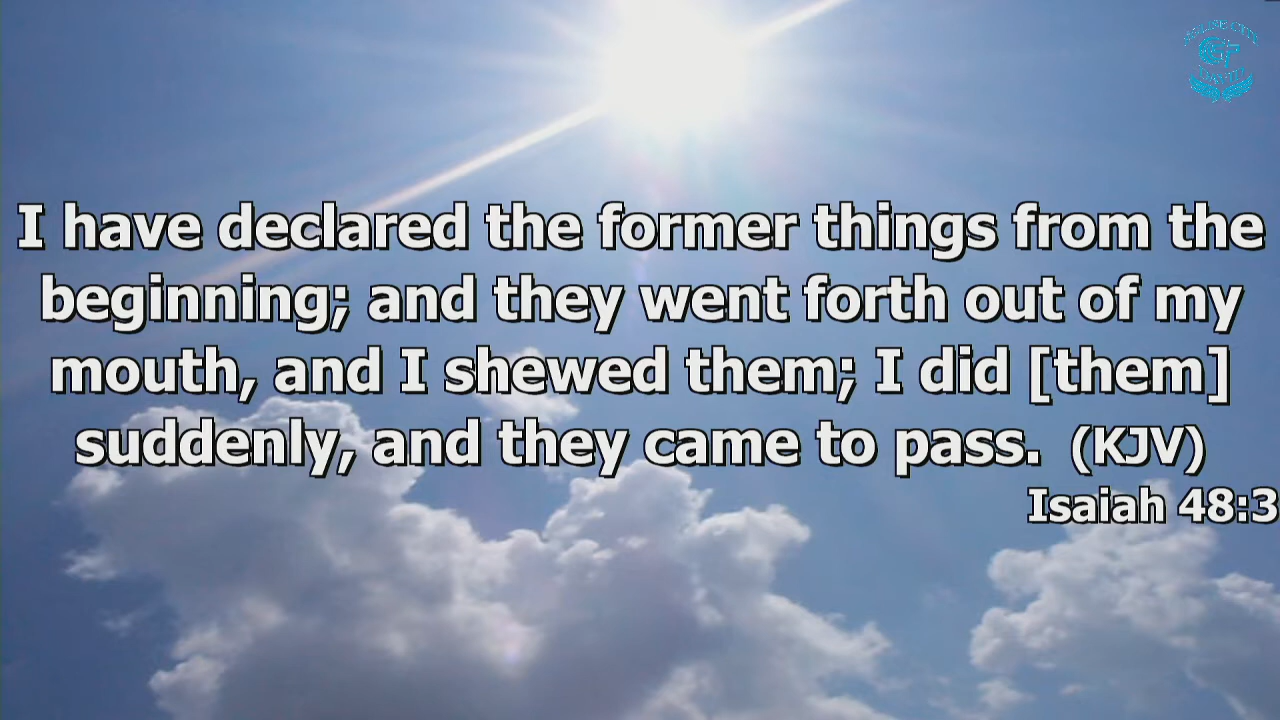 I have declared the former things from the
beginning; and they went forth out of my
mouth, and I shewed them; I did [them]
suddenly, and they came to pass. (KJV)
Isaiah 48:3